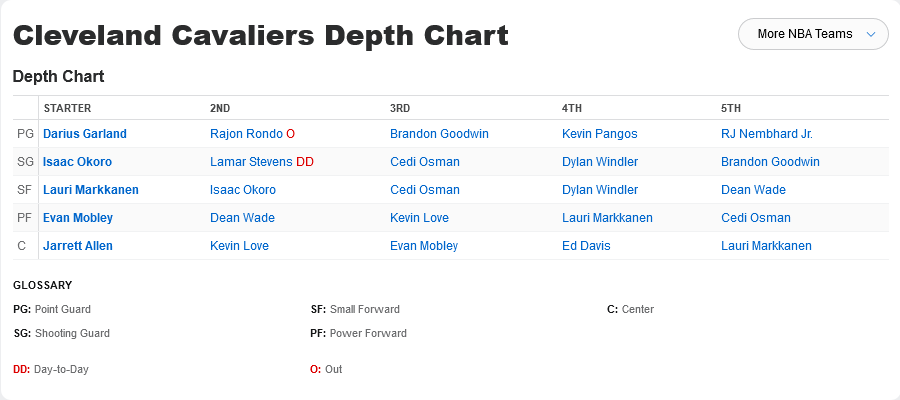 Cleveland Cavaliers Depth Chart
More NBA Teams
Depth Chart
STARTER 2ND 3RD 4TH 5TH
PG Darius Garland Rajon Rondo O Brandon Goodwin Kevin Pangos RJ Nembhard Jr.
SG Isaac Okoro Lamar Stevens DD Cedi Osman Dylan Windler Brandon Goodwin
SF Lauri Markkanen Isaac Okoro Cedi Osman Dylan Windler Dean Wade
PF Evan Mobley Dean Wade Kevin Love Lauri Markkanen Cedi Osman
C Jarrett Allen Kevin Love Evan Mobley Ed Davis Lauri Markkanen
GLOSSARY
PG: Point Guard SF: Small Forward C: Center
SG: Shooting Guard PF: Power Forward
DD: Day-to-Day O: Out